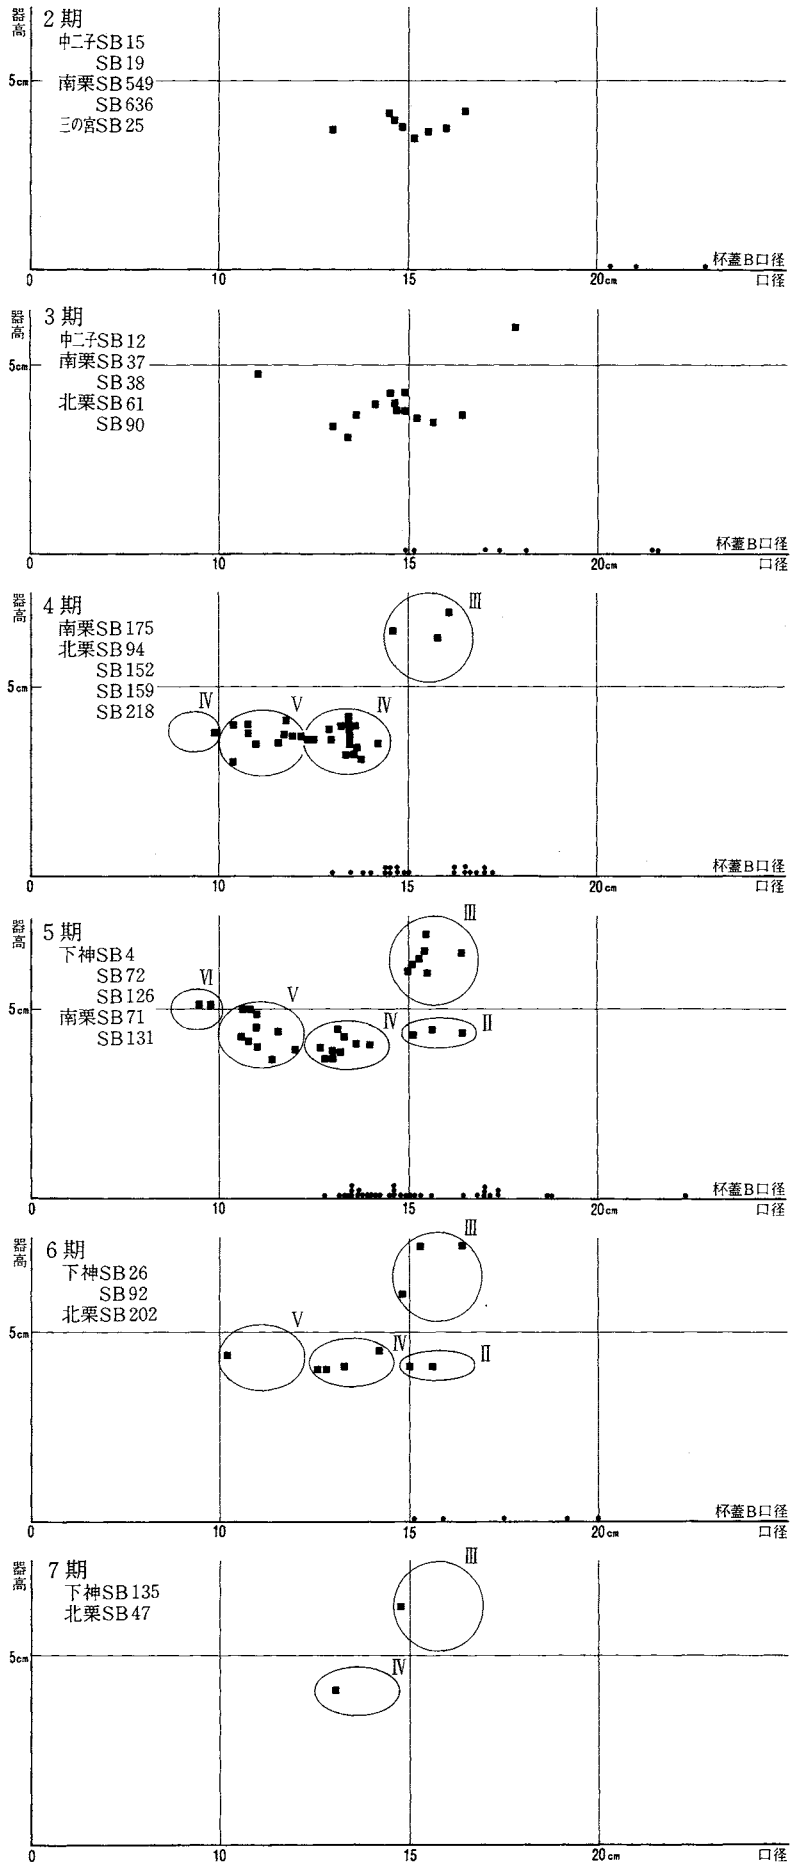 器高
2期
中二子SB15
SB19
南栗SB549
SB636
三の宮SB25
5cm
杯蓋B口径
0 10 15 20cm 口径
器高
3期
中二子SB12
南栗SB37
SB38
北栗SB61
SB90
5cm
杯蓋B口径
0 10 15 20cm 口径
器高
4期
南栗SB175
北栗SB94
SB152
SB159
SB218
5cm
Ⅲ
Ⅳ Ⅴ Ⅳ
杯蓋B口径
0 10 15 20cm 口径
器高
5期
下神SB4
SB72
SB126
南栗SB71
SB131
5cm
Ⅲ
Ⅵ Ⅴ Ⅳ Ⅱ
杯蓋B口径
0 10 15 20cm 口径
器高
6期
下神SB26
SB92
北栗SB202
5cm
Ⅲ
Ⅴ Ⅳ Ⅱ
杯蓋B口径
0 10 15 20cm 口径
器高
7期
下神SB135
北栗SB47
5cm
Ⅲ
Ⅳ
0 10 15 20cm 口径